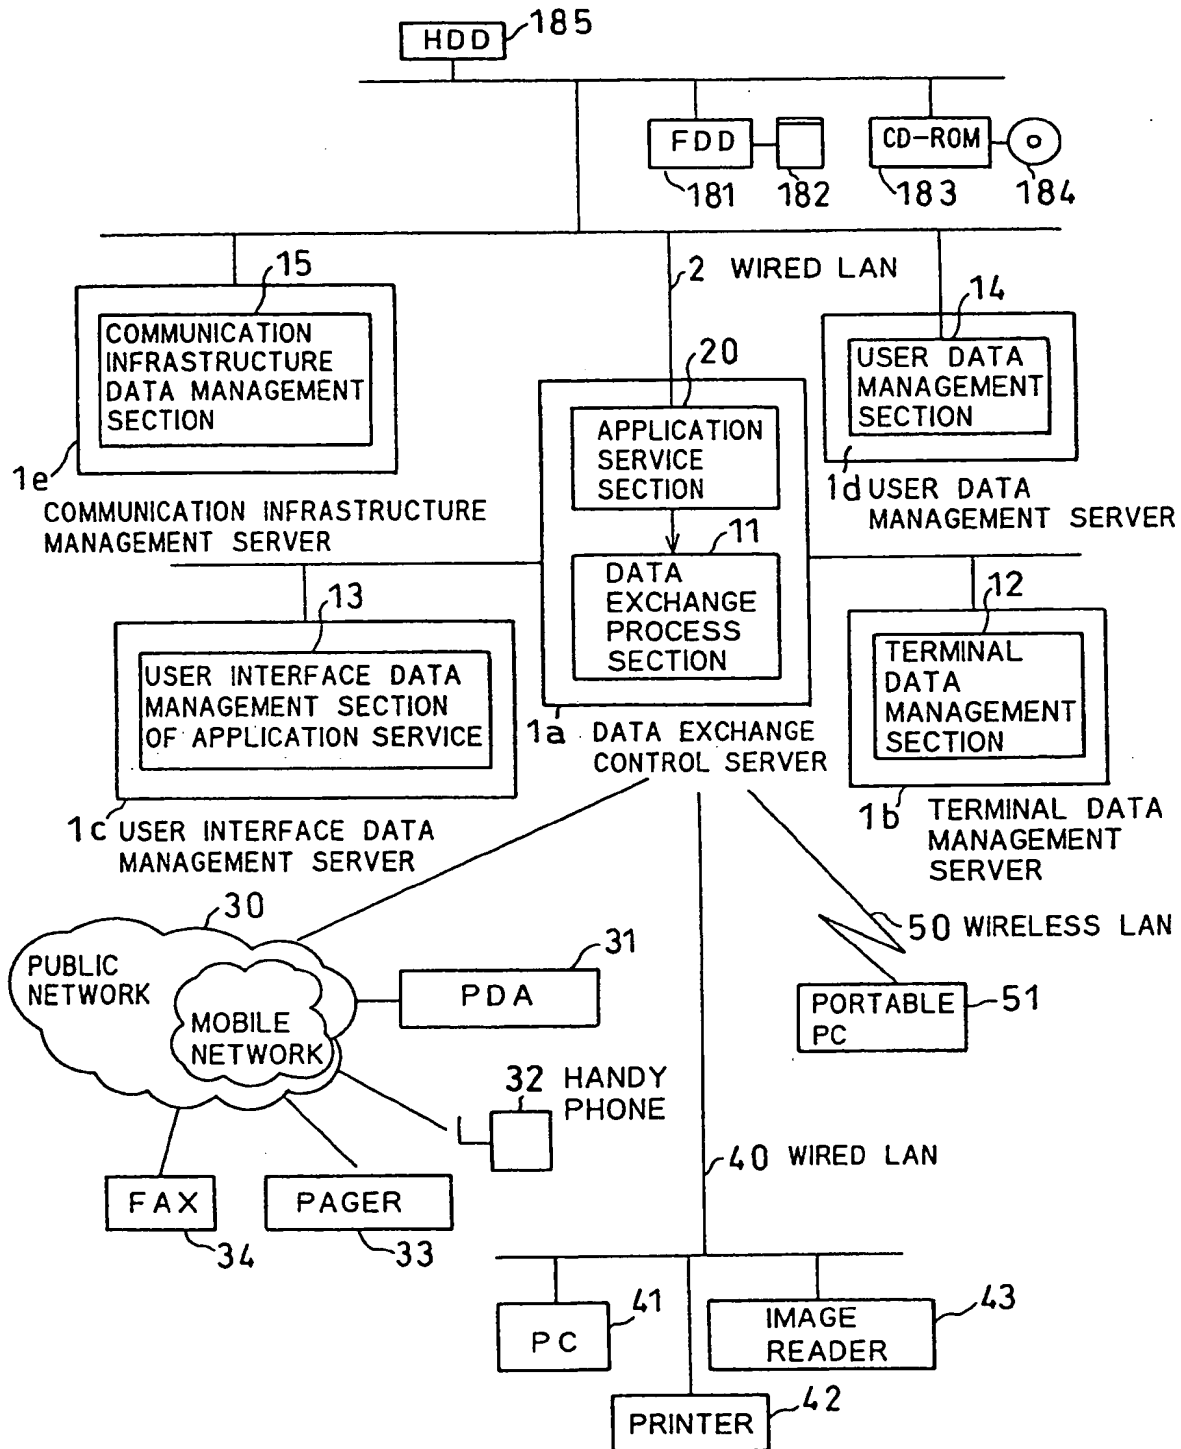 HDD 185
FDD
CD-ROM
181
182
183
184
15
2 WIRED LAN
14
COMMUNICATION
INFRASTRUCTURE
DATA MANAGEMENT
SECTION
20
USER DATA
MANAGEMENT
SECTION
APPLICATION
SERVICE
SECTION
1e
COMMUNICATION INFRASTRUCTURE
MANAGEMENT SERVER
1d USER DATA
MANAGEMENT SERVER
11
DATA
EXCHANGE
PROCESS
SECTION
13
12
USER INTERFACE DATA
MANAGEMENT SECTION
OF APPLICATION SERVICE
TERMINAL
DATA
MANAGEMENT
SECTION
1a DATA EXCHANGE
CONTROL SERVER
1c USER INTERFACE DATA
MANAGEMENT SERVER
1b TERMINAL DATA
MANAGEMENT
SERVER
30
PUBLIC
NETWORK
MOBILE
NETWORK
31
PDA
50 WIRELESS LAN
PORTABLE
PC
51
32 HANDY
PHONE
40 WIRED LAN
FAX
34
PAGER
33
PC
41
IMAGE
READER
43
PRINTER
42